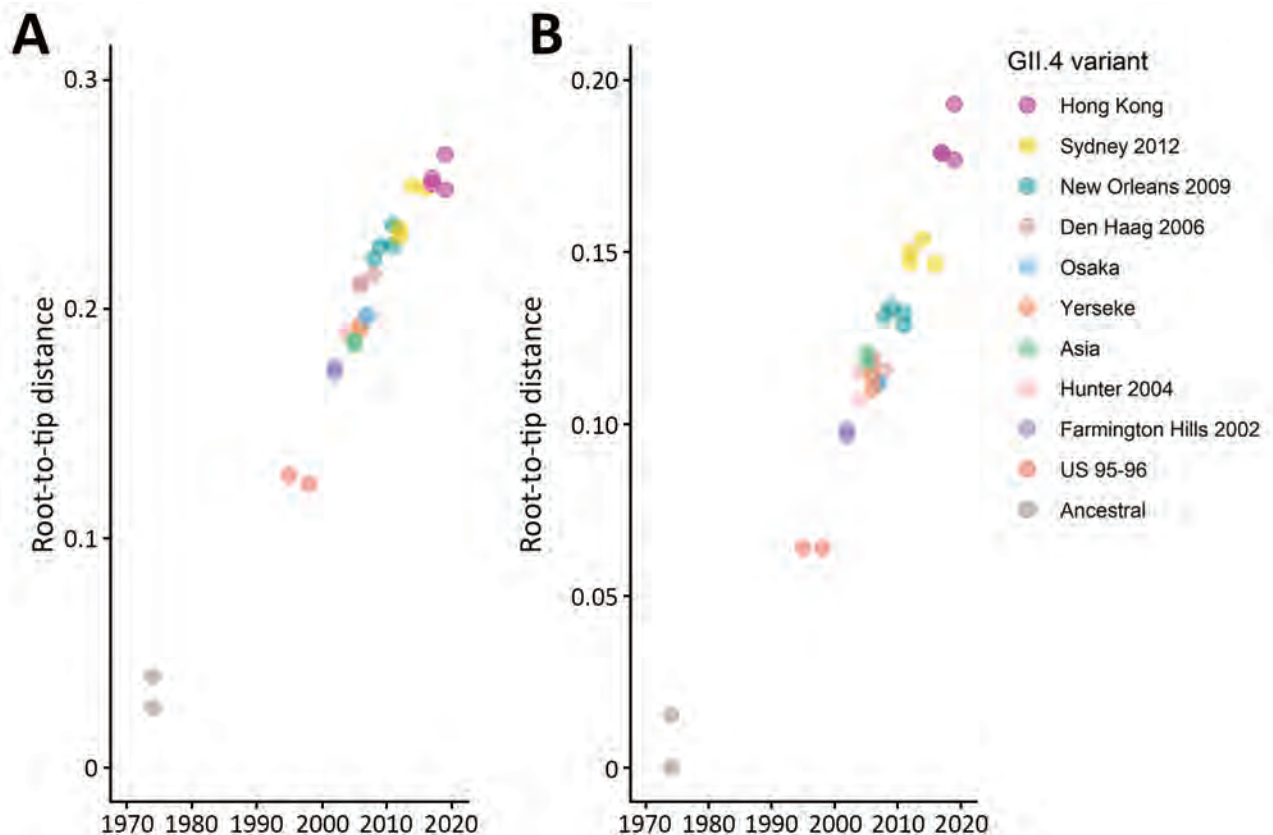 A
B
Root-to-tip distance
0.3
0.2
0.1
0
1970 1980 1990 2000 2010 2020
Root-to-tip distance
0.20
0.15
0.10
0.05
0
1970 1980 1990 2000 2010 2020
GII.4 variant
Hong Kong
Sydney 2012
New Orleans 2009
Den Haag 2006
Osaka
Yerseke
Asia
Hunter 2004
Farmington Hills 2002
US 95-96
Ancestral